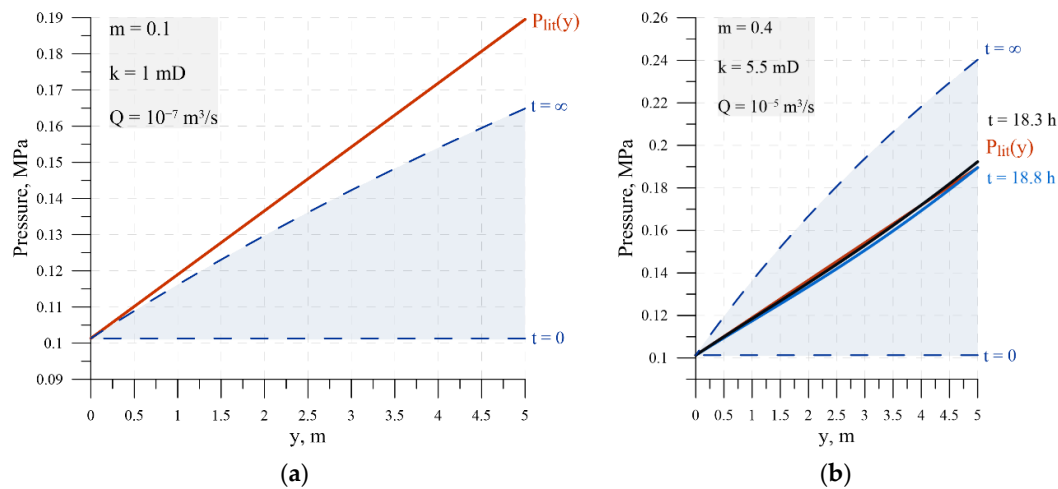 0.19
0.18
0.17
0.16
0.15
0.14
0.13
0.12
0.11
0.1
0.09
Pressure, MPa
m = 0.1
k = 1 mD
Q = 10⁻⁷ m³/s
Plit(y)
t = ∞
t = 0
0 0.5 1 1.5 2 2.5 3 3.5 4 4.5 5
y, m
(a)
0.26
0.24
0.22
0.2
0.18
0.16
0.14
0.12
0.1
Pressure, MPa
m = 0.4
k = 5.5 mD
Q = 10⁻⁵ m³/s
t = ∞
t = 18.3 h
Plit(y)
t = 18.8 h
t = 0
0 0.5 1 1.5 2 2.5 3 3.5 4 4.5 5
y, m
(b)